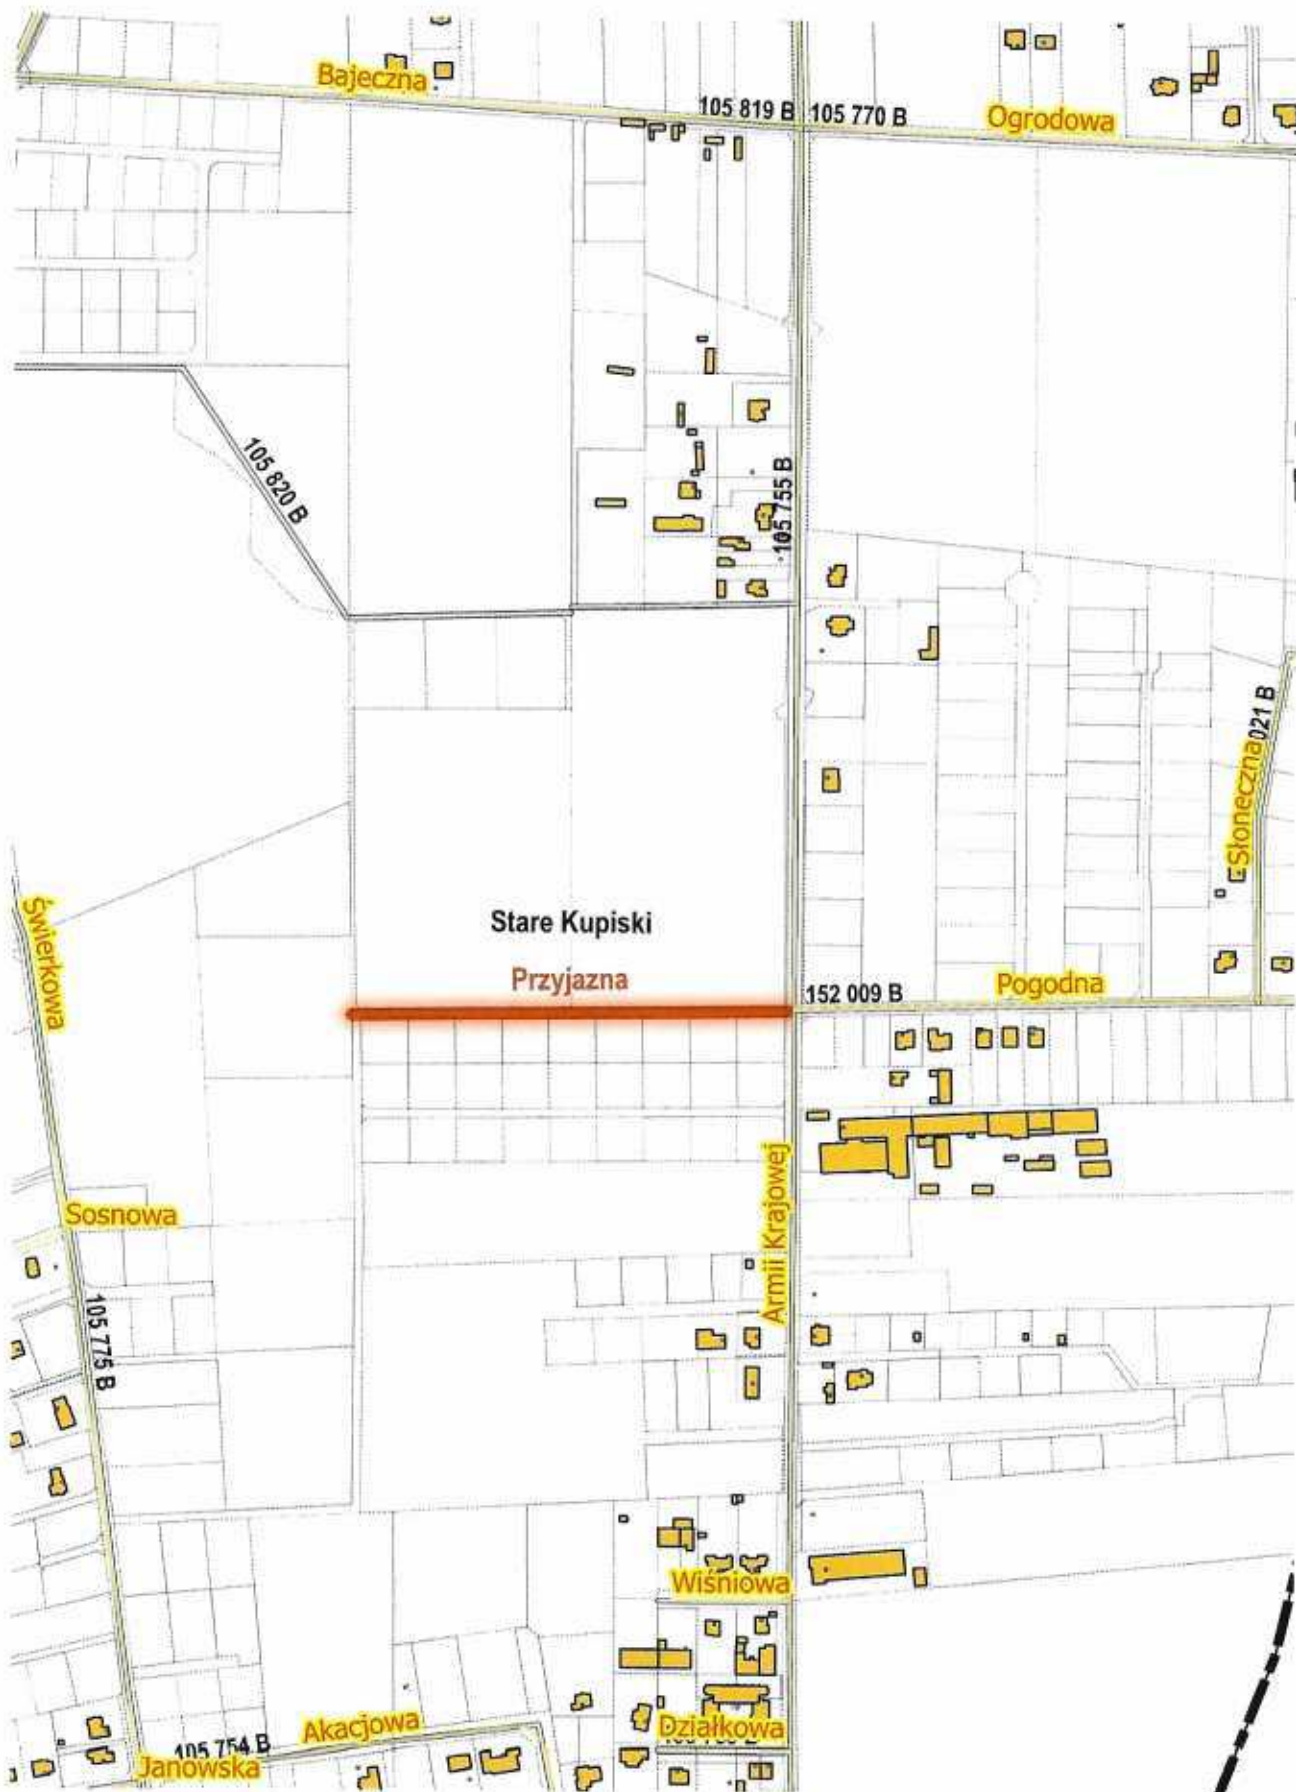 Bajeczna
105 819 B
105 770 B
Ogrodowa
105 820 B
105 755 B
021 B
Słoneczna
Świerkowa
Stare Kupiski
Przyjazna
152 009 B
Pogodna
Armii Krajowej
Sosnowa
105 775 B
Wiśniowa
Akacjowa
Działkowa
105 754 B
Janowska